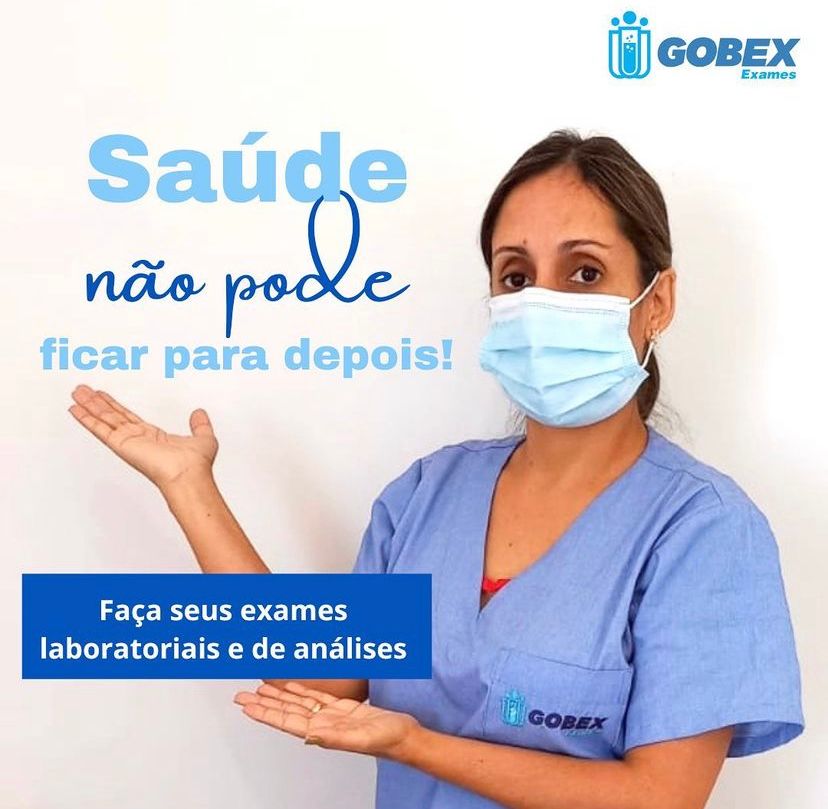 GOBEX
Exames
Saúde
não pode
ficar para depois!
Faça seus exames
laboratoriais e de análises
GOBEX